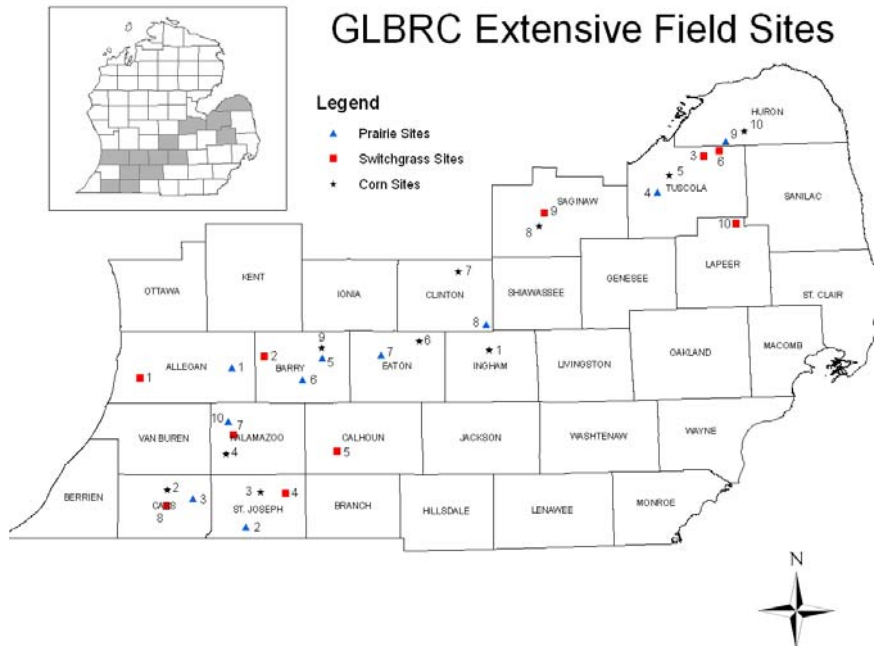 GLBRC Extensive Field Sites
Legend
Prairie Sites
Switchgrass Sites
Corn Sites
HURON
10
9
3
6
5
TUSCOLA
4
SANILAC
SAGINAW
9
8
10
LAPEER
KENT
7
OTTAWA
IONIA
CLINTON
SHIAWASSEE
GENESEE
ST. CLAIR
8
9
6
2
7
1
5
ALLEGAN
1
BARRY
EATON
INGHAM
LIVINGSTON
OAKLAND
MACOMB
1
6
10
7
VAN BUREN
KALAMAZOO
CALHOUN
JACKSON
WASHTENAW
WAYNE
4
5
2
3
4
BERRIEN
CASS
3
8
ST. JOSEPH
BRANCH
HILLSDALE
LENAWEE
MONROE
2
N